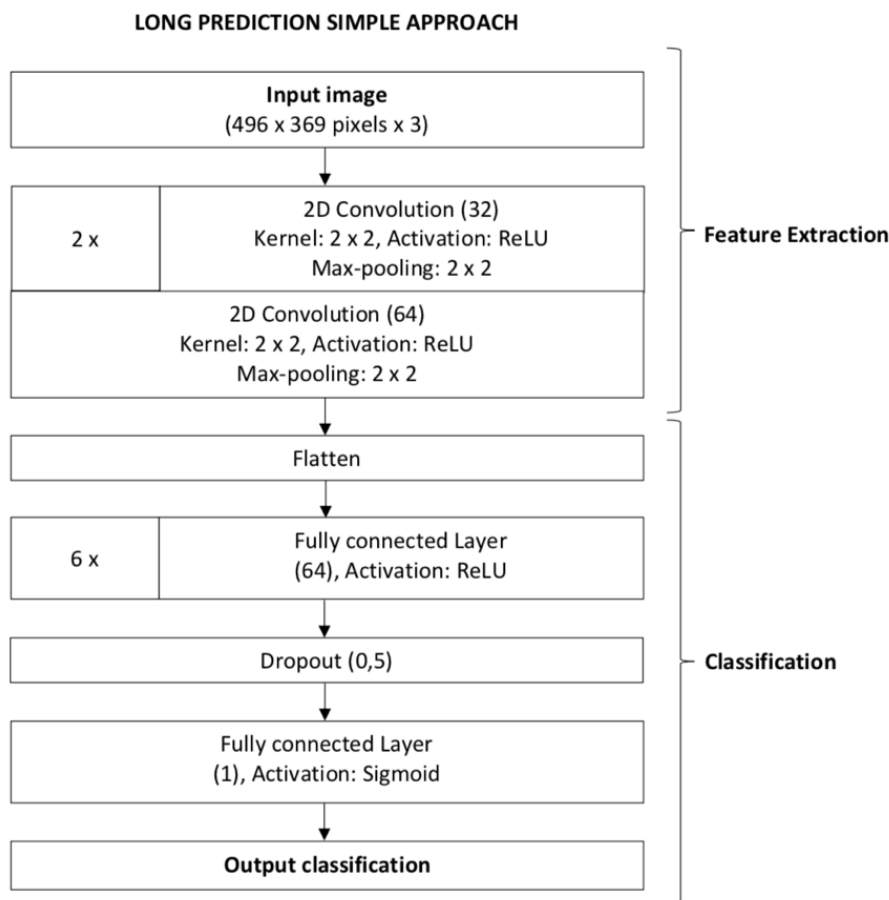 LONG PREDICTION SIMPLE APPROACH
Input image
(496 x 369 pixels x 3)
2 x
2D Convolution (32)
Kernel: 2 x 2, Activation: ReLU
Max-pooling: 2 x 2
2D Convolution (64)
Kernel: 2 x 2, Activation: ReLU
Max-pooling: 2 x 2
Feature Extraction
Flatten
6 x
Fully connected Layer
(64), Activation: ReLU
Dropout (0,5)
Fully connected Layer
(1), Activation: Sigmoid
Output classification
Classification